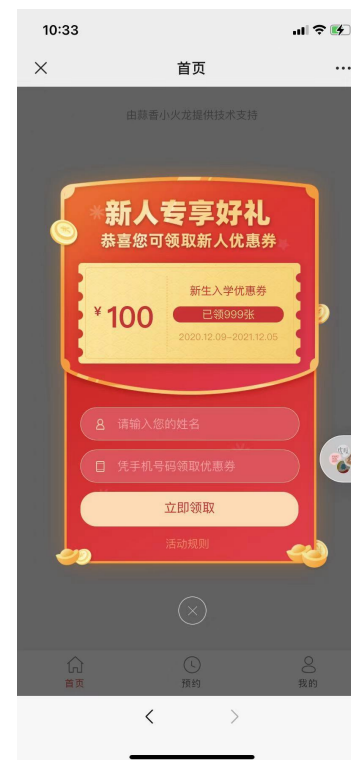 10:33
首页
由蒜香小火龙提供技术支持
新人专享好礼
恭喜您可领取新人优惠券
新生入学优惠券
¥100
已领999张
2020.12.09-2021.12.05
请输入您的姓名
凭手机号码领取优惠券
立即领取
活动规则
首页
预约
我的